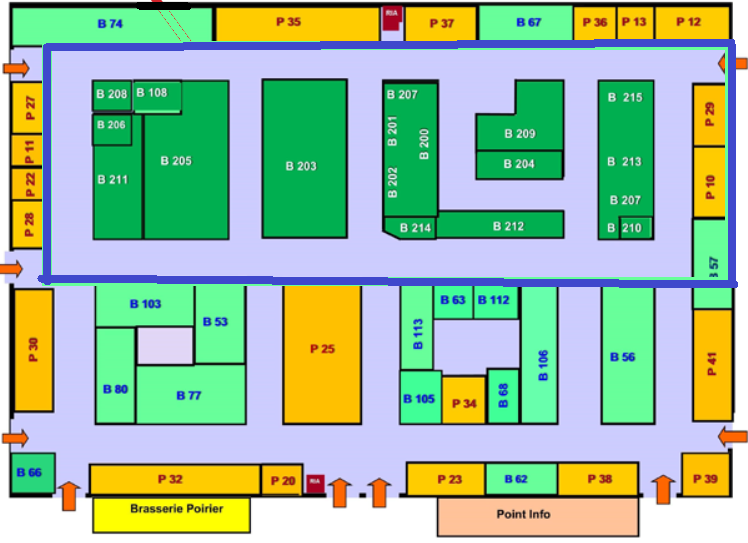 B 74
P 35
RIA
P 37
B 67
P 36
P 13
P 12
P 27
P 11
P 22
P 28
B 208
B 108
B 206
B 211
B 205
B 203
B 207
B 201
B 200
B 202
B 214
B 212
B 209
B 204
B 215
B 213
B 207
B 210
P 29
P 10
B 57
P 30
B 103
B 53
B 80
B 77
P 25
B 63
B 112
B 113
B 105
P 34
B 68
B 106
B 56
P 41
B 66
P 32
P 20
RIA
P 23
B 62
P 38
P 39
Brasserie Poirier
Point Info